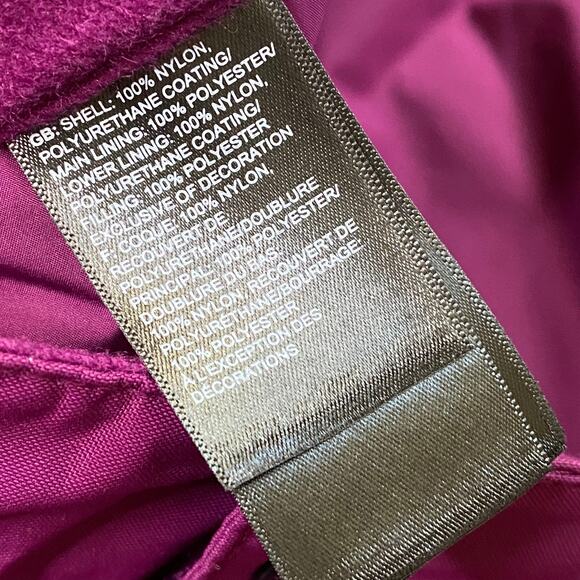 GB: SHELL: 100% NYLON,
POLYURETHANE COATING/
MAIN LINING: 100% POLYESTER/
LOWER LINING: 100% NYLON,
POLYURETHANE COATING/
FILLING: 100% POLYESTER
EXCLUSIVE OF DECORATION
F: COQUE: 100% NYLON.
RECOUVERT DE
POLYURETHANE/DOUBLURE
PRINCIPAL: 100% POLYESTER/
DOUBLURE DU BAS:
100% NYLON. RECOUVERT DE
POLYURETHANE/BOURRAGE:
100% POLYESTER
A L'EXCEPTION DES
DECORATIONS